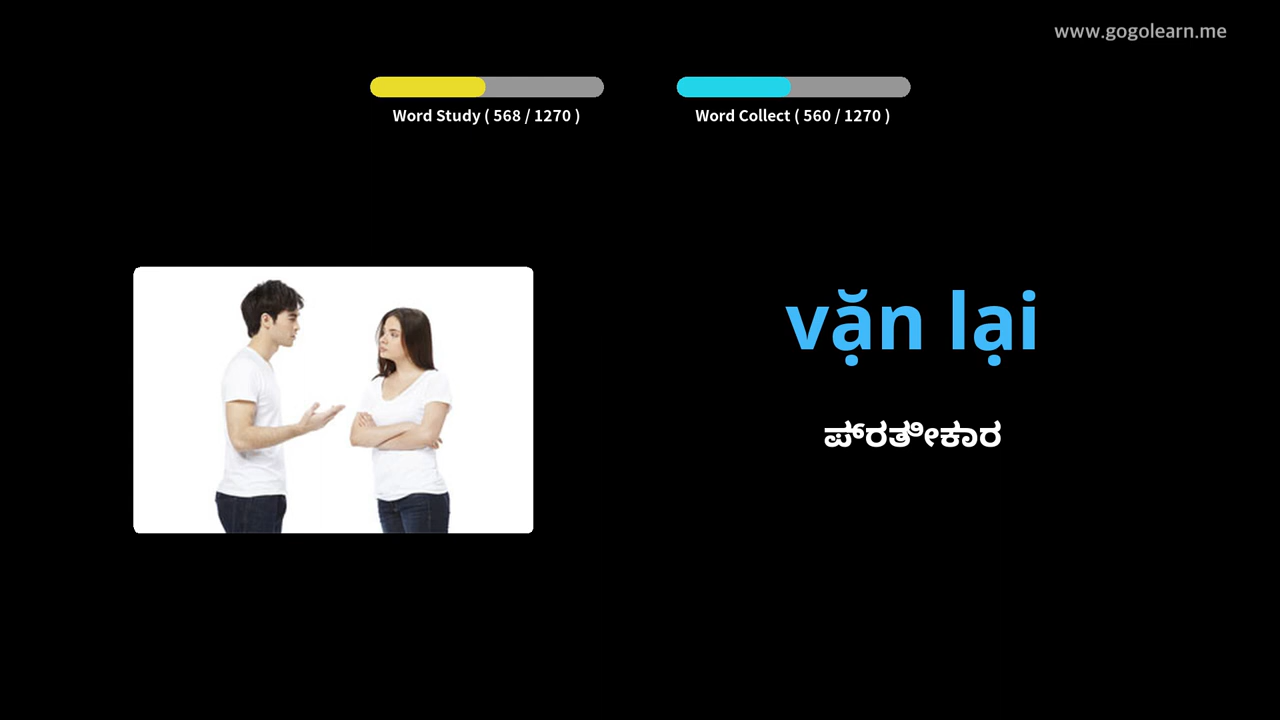 www.gogolearn.me
Word Study ( 568 / 1270 )
Word Collect ( 560 / 1270 )
vặn lại
ಪ್ರತೀಕಾರ